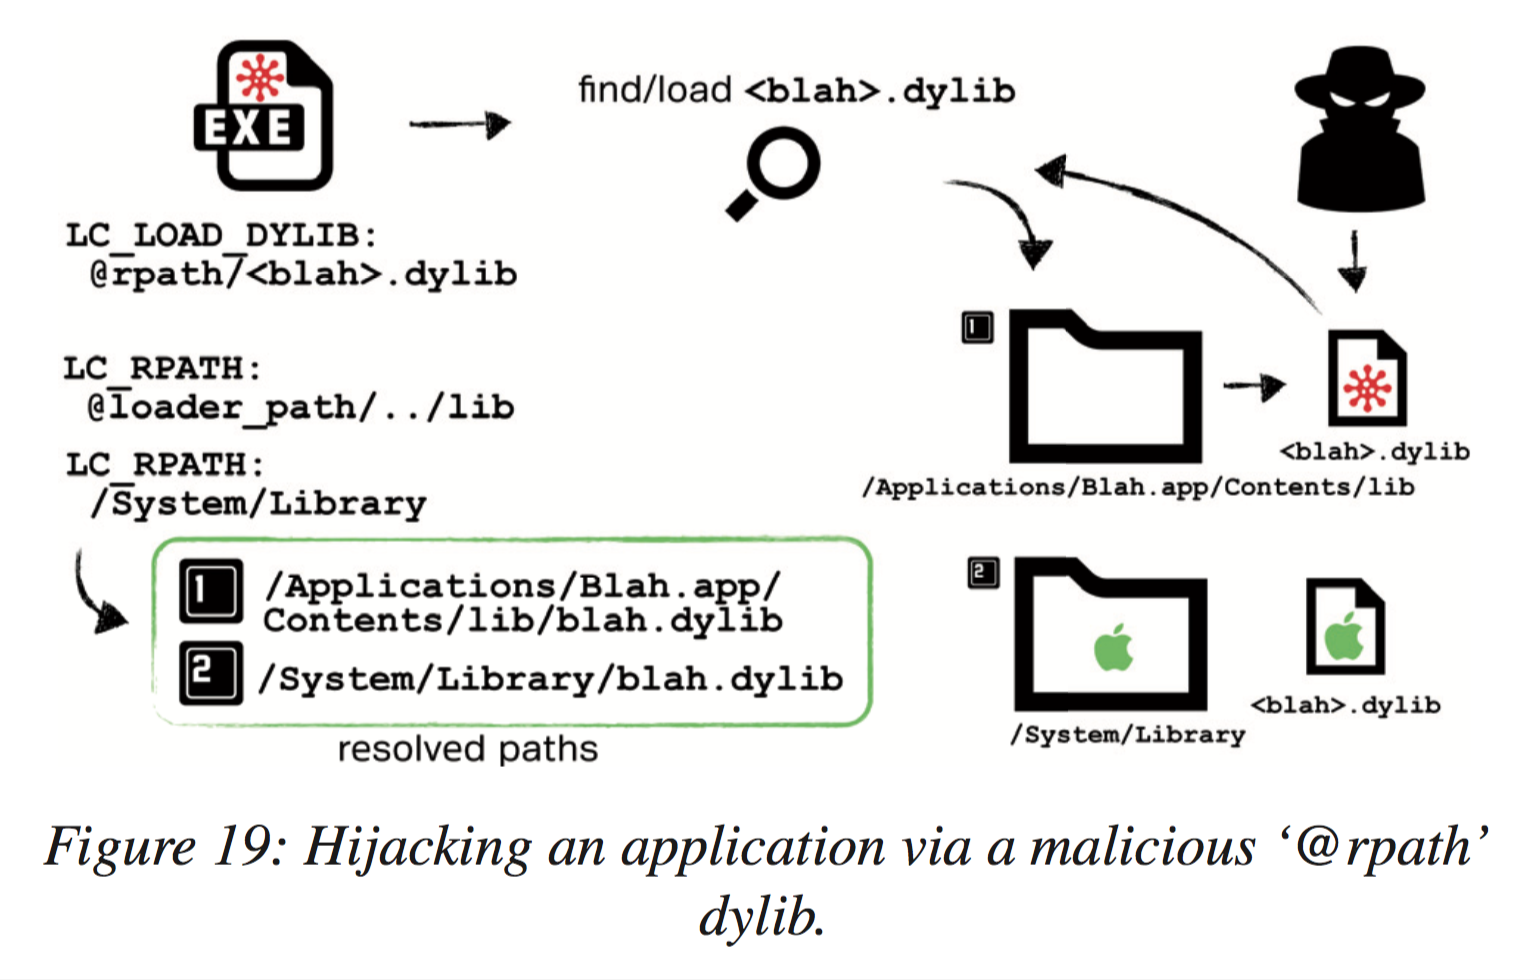 EXE
find/load <blah>.dylib
LC_LOAD_DYLIB:
@rpath/<blah>.dylib
LC_RPATH:
@loader_path/../lib
LC_RPATH:
/System/Library
1
/Applications/Blah.app/
Contents/lib/blah.dylib
2
/System/Library/blah.dylib
resolved paths
1
<blah>.dylib
/Applications/Blah.app/Contents/lib
2
<blah>.dylib
/System/Library
Figure 19: Hijacking an application via a malicious ‘@rpath’
dylib.